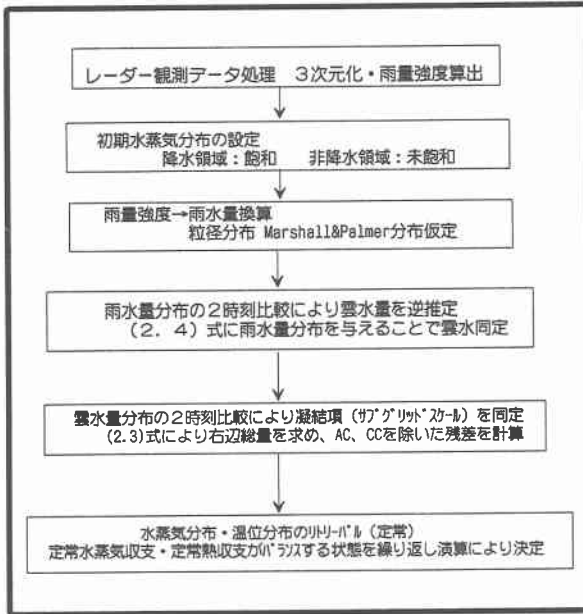 レーダー観測データ処理 3次元化・雨量強度算出
初期水蒸気分布の設定
降水領域:飽和 非降水領域:未飽和
雨量強度→雨水量換算
粒径分布 Marshall&Palmer分布仮定
雨水量分布の2時刻比較により雲水量を逆推定
(2.4)式に雨水量分布を与えることで雲水同定
雲水量分布の2時刻比較により凝結項(サブグリッドスケール)を同定
(2.3)式により右辺総量を求め、AC、CCを除いた残差を計算
水蒸気分布・温位分布のリトリーバル(定常)
定常水蒸気収支・定常熱収支がバランスする状態を繰り返し演算により決定